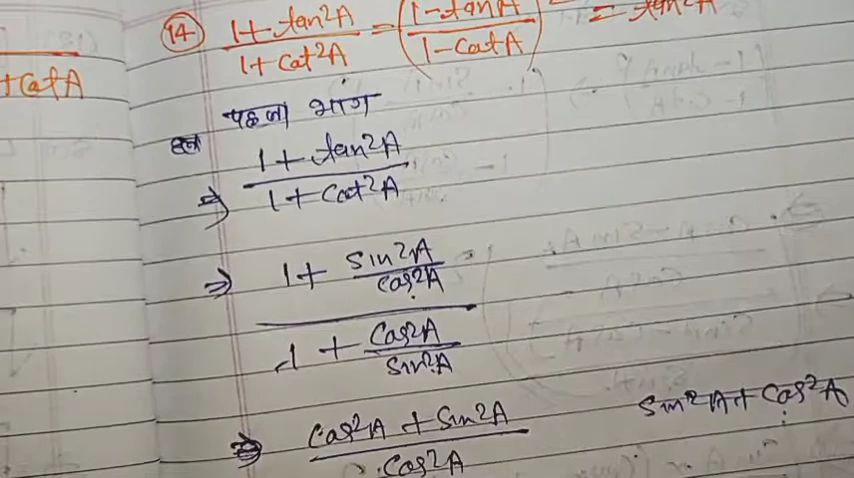 (14) 1+tan²A / 1+Cot²A = (1-tanA / 1-CotA)² = tan²A
+CotA
हल पहला भाग
⇒ 1+tan²A / 1+Cot²A
⇒ 1+ Sin²A / Cos²A
1+ Cos²A / Sin²A
⇒ Cos²A + Sin²A / Cos²A
Sin²A + Cos²A